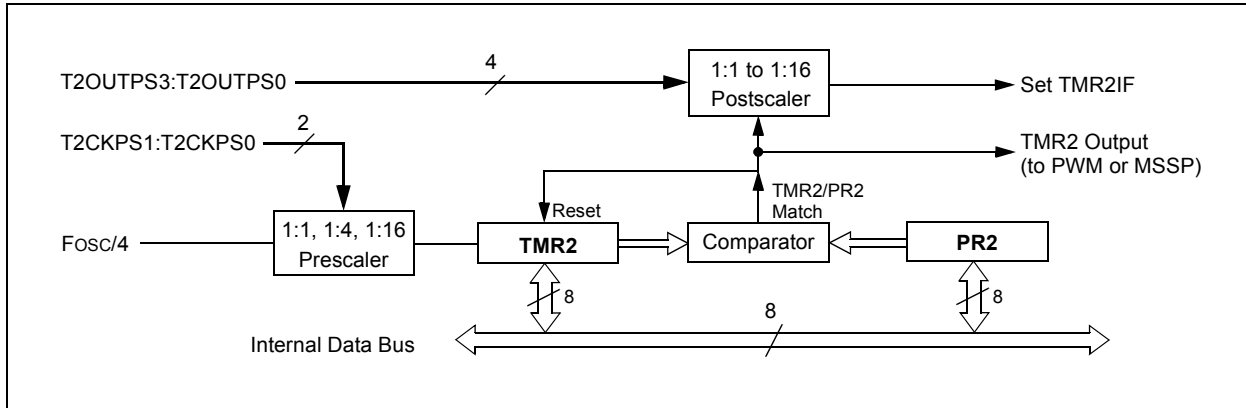 T2OUTPS3:T2OUTPS0
4
1:1 to 1:16
Postscaler
Set TMR2IF
T2CKPS1:T2CKPS0
2
TMR2 Output
(to PWM or MSSP)
Reset
TMR2/PR2
Match
FOSC/4
1:1, 1:4, 1:16
Prescaler
TMR2
Comparator
PR2
8
8
8
Internal Data Bus